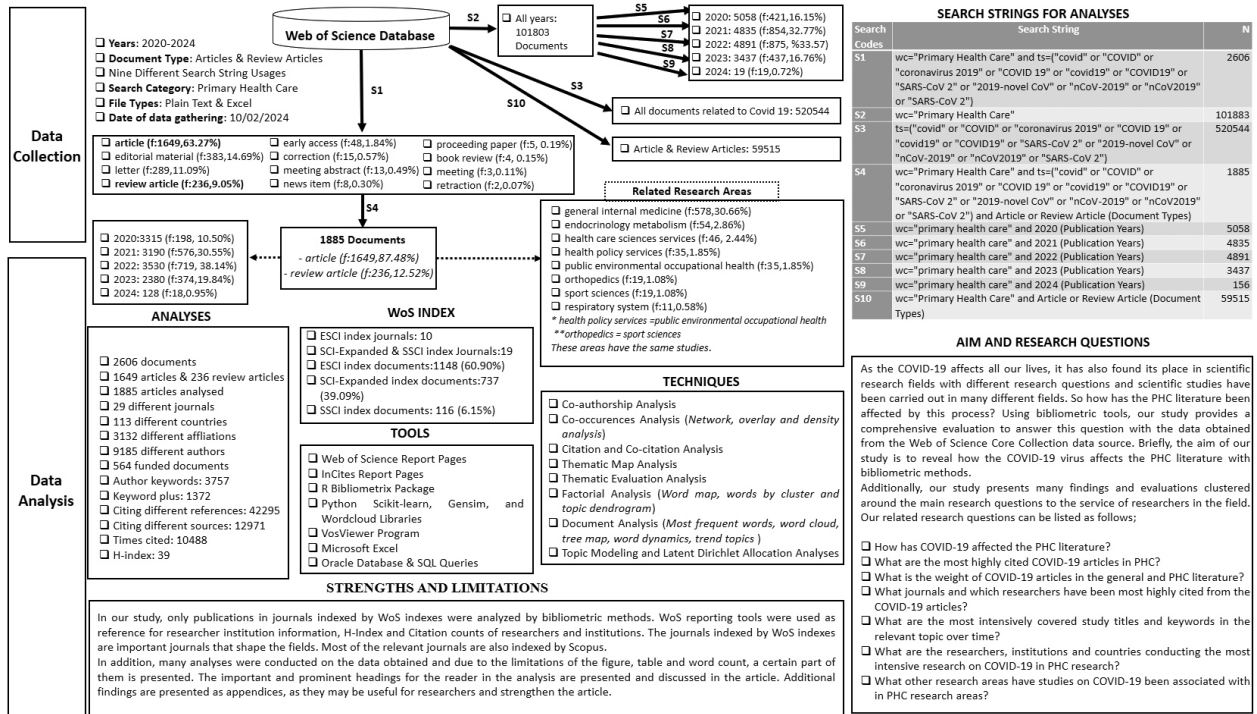 Data
Collection
Web of Science Database
❑ Years: 2020-2024
❑ Document Type: Articles & Review Articles
❑ Nine Different Search String Usages
❑ Search Category: Primary Health Care
❑ File Types: Plain Text & Excel
❑ Date of data gathering: 10/02/2024
S1
S2
❑ All years:
101803
Documents
S5
S6
S7
S8
S9
❑ 2020: 5058 (f:421,16.15%)
❑ 2021: 4835 (f:854,32.77%)
❑ 2022: 4891 (f:875, %33.57)
❑ 2023: 3437 (f:437,16.76%)
❑ 2024: 19 (f:19,0.72%)
S3
❑ All documents related to Covid 19: 520544
S10
❑ Article & Review Articles: 59515
❑ article (f:1649,63.27%)
editorial material (f:383,14.69%)
❑ letter (f:289,11.09%)
❑ review article (f:236,9.05%)
❑ early access (f:48,1.84%)
❑ correction (f:15,0.57%)
❑ meeting abstract (f:13,0.49%)
❑ news item (f:8,0.30%)
❑ proceeding paper (f:5, 0.19%)
❑ book review (f:4, 0.15%)
❑ meeting (f:3,0.11%)
❑ retraction (f:2,0.07%)
S4
1885 Documents
- article (f:1649,87.48%)
- review article (f:236,12.52%)
❑ 2020:3315 (f:198, 10.50%)
❑ 2021: 3190 (f:576,30.55%)
❑ 2022: 3530 (f:719, 38.14%)
❑ 2023: 2380 (f:374,19.84%)
❑ 2024: 128 (f:18,0.95%)
Related Research Areas
❑ general internal medicine (f:578,30.66%)
❑ endocrinology metabolism (f:54,2.86%)
❑ health care sciences services (f:46, 2.44%)
❑ health policy services (f:35,1.85%)
❑ public environmental occupational health (f:35,1.85%)
❑ orthopedics (f:19,1.08%)
❑ sport sciences (f:19,1.08%)
❑ respiratory system (f:11,0.58%)
* health policy services =public environmental occupational health
**orthopedics = sport sciences
These areas have the same studies.
Data
Analysis
ANALYSES
❑ 2606 documents
❑ 1649 articles & 236 review articles
❑ 1885 articles analysed
❑ 29 different journals
❑ 113 different countries
❑ 3132 different affliations
❑ 9185 different authors
❑ 564 funded documents
❑ Author keywords: 3757
❑ Keyword plus: 1372
❑ Citing different references: 42295
❑ Citing different sources: 12971
❑ Times cited: 10488
❑ H-index: 39
WoS INDEX
❑ ESCI index journals: 10
❑ SCI-Expanded & SSCI index Journals:19
❑ ESCI index documents:1148 (60.90%)
❑ SCI-Expanded index documents:737
(39.09%)
❑ SSCI index documents: 116 (6.15%)
TOOLS
❑ Web of Science Report Pages
❑ InCites Report Pages
❑ R Bibliometrix Package
❑ Python Scikit-learn, Gensim, and
Wordcloud Libraries
❑ VosViewer Program
❑ Microsoft Excel
❑ Oracle Database & SQL Queries
TECHNIQUES
❑ Co-authorship Analysis
❑ Co-occurences Analysis (Network, overlay and density
analysis)
❑ Citation and Co-citation Analysis
❑ Thematic Map Analysis
❑ Thematic Evaluation Analysis
❑ Factorial Analysis (Word map, words by cluster and
topic dendrogram)
❑ Document Analysis (Most frequent words, word cloud,
tree map, word dynamics, trend topics )
❑ Topic Modeling and Latent Dirichlet Allocation Analyses
STRENGTHS AND LIMITATIONS
In our study, only publications in journals indexed by WoS indexes were analyzed by bibliometric methods. WoS reporting tools were used as
reference for researcher institution information, H-Index and Citation counts of researchers and institutions. The journals indexed by WoS indexes
are important journals that shape the fields. Most of the relevant journals are also indexed by Scopus.
In addition, many analyses were conducted on the data obtained and due to the limitations of the figure, table and word count, a certain part of
them is presented. The important and prominent headings for the reader in the analysis are presented and discussed in the article. Additional
findings are presented as appendices, as they may be useful for researchers and strengthen the article.
SEARCH STRINGS FOR ANALYSES
Search Codes Search String N
S1 wc="Primary Health Care" and ts=("covid" or "COVID" or 2606
"coronavirus 2019" or "COVID 19" or "covid19" or "COVID19" or
"SARS-CoV 2" or "2019-novel CoV" or "nCoV-2019" or "nCoV2019"
or "SARS-CoV 2")
S2 wc="Primary Health Care" 101883
S3 ts=("covid" or "COVID" or "coronavirus 2019" or "COVID 19" or 520544
"covid19" or "COVID19" or "SARS-CoV 2" or "2019-novel CoV" or
"nCoV-2019" or "nCoV2019" or "SARS-CoV 2")
S4 wc="Primary Health Care" and ts=("covid" or "COVID" or 1885
"coronavirus 2019" or "COVID 19" or "covid19" or "COVID19" or
"SARS-CoV 2" or "2019-novel CoV" or "nCoV-2019" or "nCoV2019"
or "SARS-CoV 2") and Article or Review Article (Document Types)
S5 wc="primary health care" and 2020 (Publication Years) 5058
S6 wc="primary health care" and 2021 (Publication Years) 4835
S7 wc="primary health care" and 2022 (Publication Years) 4891
S8 wc="primary health care" and 2023 (Publication Years) 3437
S9 wc="primary health care" and 2024 (Publication Years) 156
S10 wc="Primary Health Care" and Article or Review Article (Document 59515
Types)
AIM AND RESEARCH QUESTIONS
As the COVID-19 affects all our lives, it has also found its place in scientific
research fields with different research questions and scientific studies have
been carried out in many different fields. So how has the PHC literature been
affected by this process? Using bibliometric tools, our study provides a
comprehensive evaluation to answer this question with the data obtained
from the Web of Science Core Collection data source. Briefly, the aim of our
study is to reveal how the COVID-19 virus affects the PHC literature with
bibliometric methods.
Additionally, our study presents many findings and evaluations clustered
around the main research questions to the service of researchers in the field.
Our related research questions can be listed as follows;
❑ How has COVID-19 affected the PHC literature?
❑ What are the most highly cited COVID-19 articles in PHC?
❑ What is the weight of COVID-19 articles in the general and PHC literature?
❑ What journals and which researchers have been most highly cited from the
COVID-19 articles?
❑ What are the most intensively covered study titles and keywords in the
relevant topic over time?
❑ What are the researchers, institutions and countries conducting the most
intensive research on COVID-19 in PHC research?
❑ What other research areas have studies on COVID-19 been associated with
in PHC research areas?